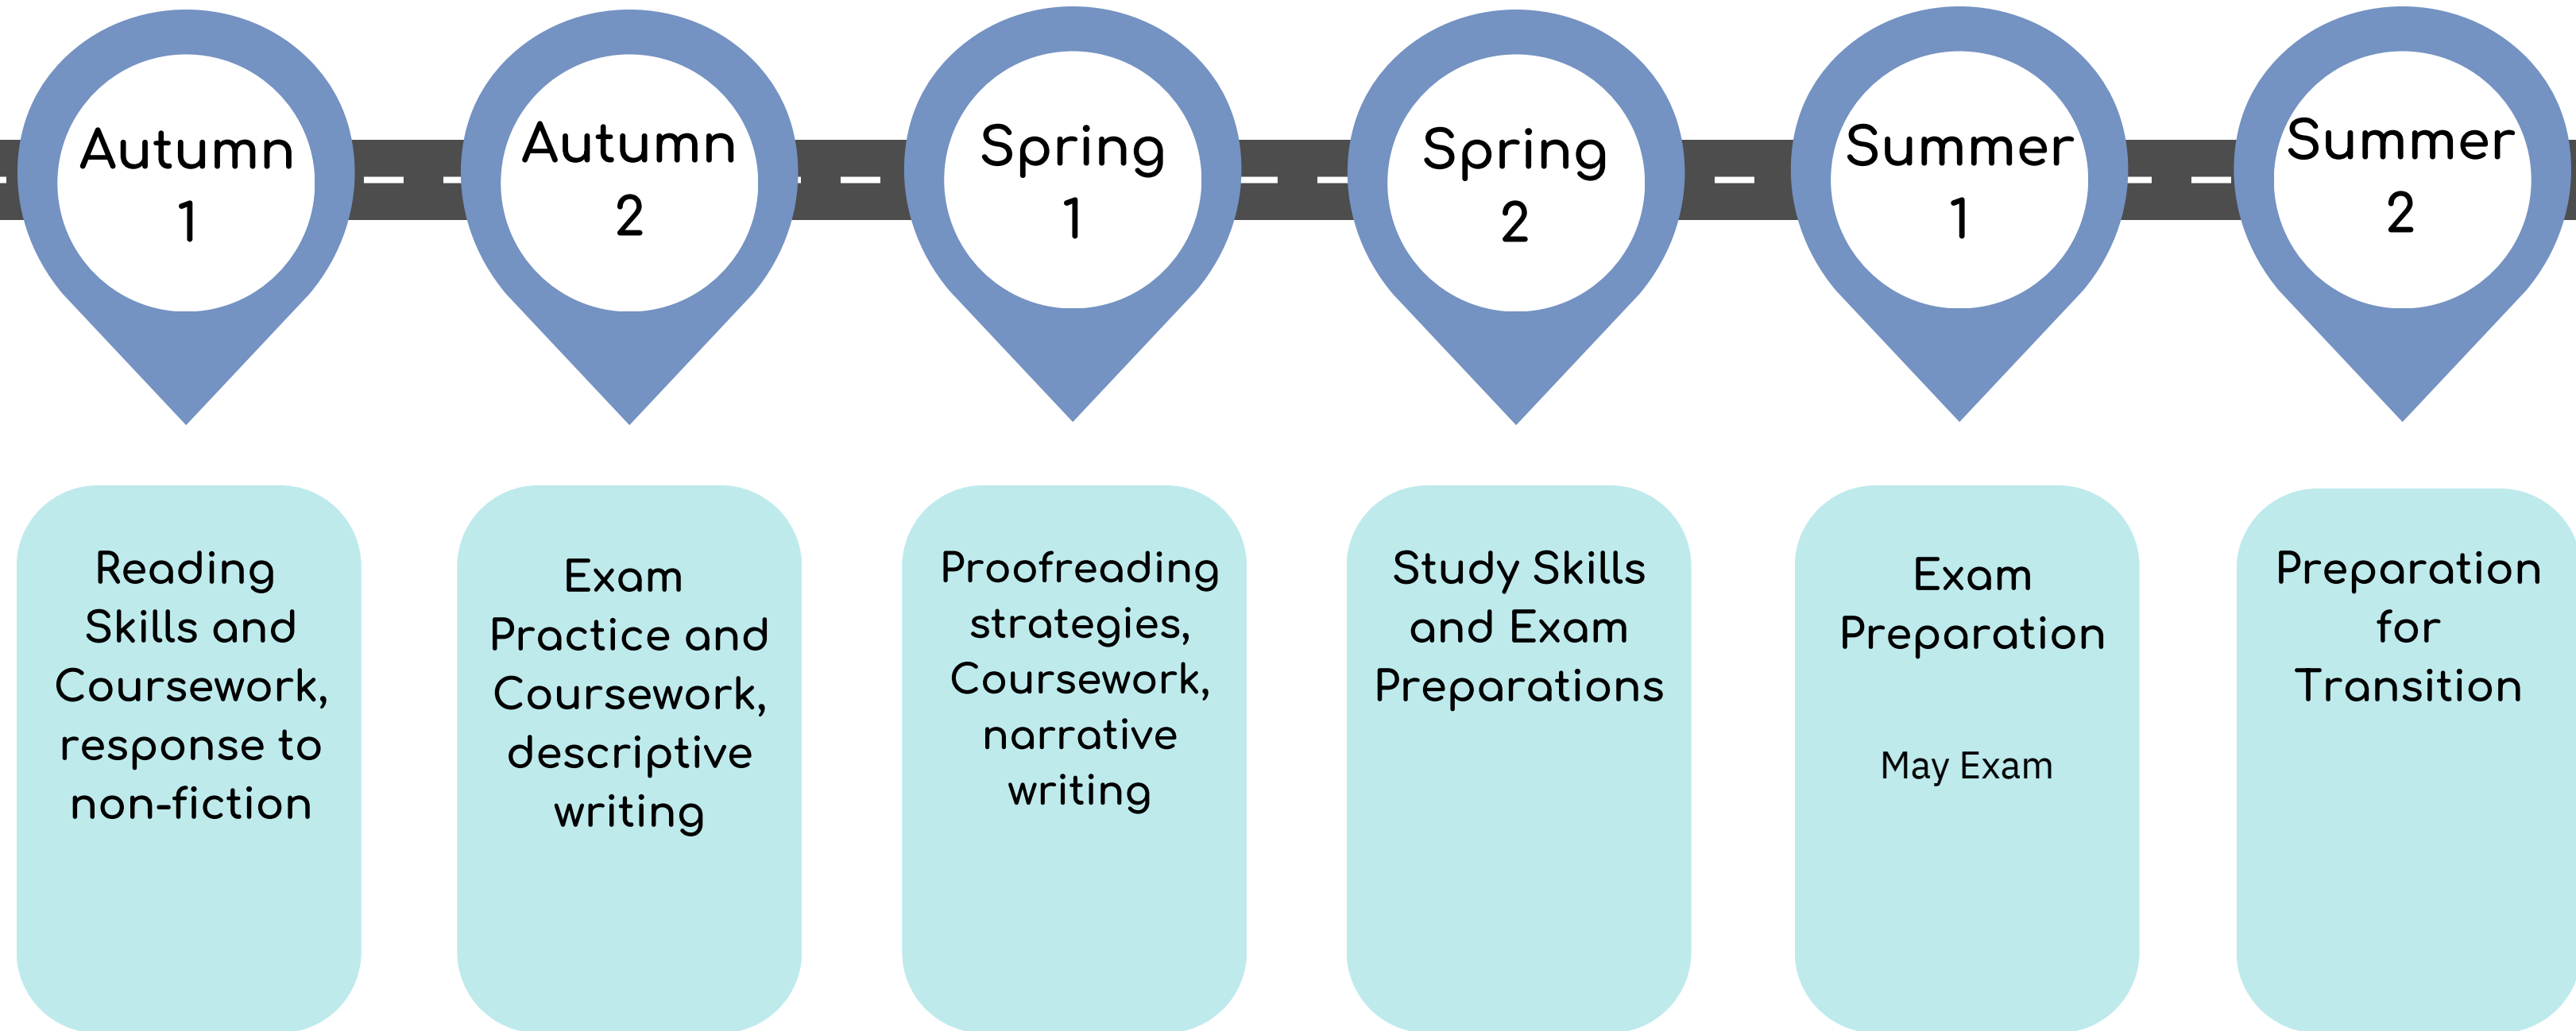 Autumn
1
Autumn
2
Spring
1
Spring
2
Summer
1
Summer
2
Reading
Skills and
Coursework,
response to
non-fiction
Exam
Practice and
Coursework,
descriptive
writing
Proofreading
strategies,
Coursework,
narrative
writing
Study Skills
and Exam
Preparations
Exam
Preparation
May Exam
Preparation
for
Transition